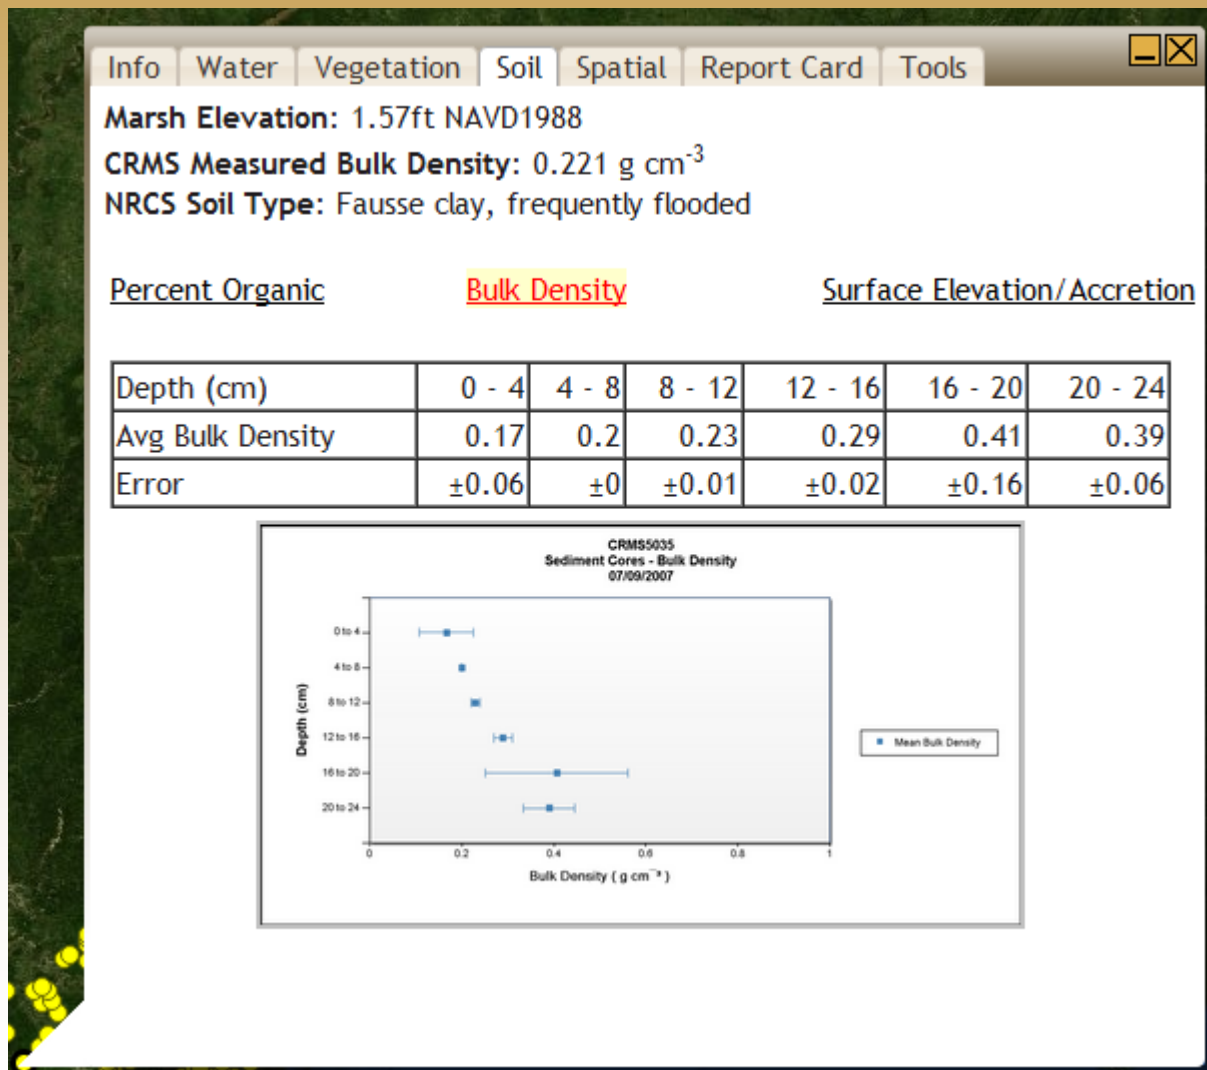 Info Water Vegetation Soil Spatial Report Card Tools
Marsh Elevation: 1.57ft NAVD1988
CRMS Measured Bulk Density: 0.221 g cm⁻³
NRCS Soil Type: Fausse clay, frequently flooded
Percent Organic Bulk Density Surface Elevation/Accretion
Depth (cm) 0 - 4 4 - 8 8 - 12 12 - 16 16 - 20 20 - 24
Avg Bulk Density 0.17 0.2 0.23 0.29 0.41 0.39
Error ±0.06 ±0 ±0.01 ±0.02 ±0.16 ±0.06
CRMS5035
Sediment Cores - Bulk Density
07/09/2007
Depth (cm)
0 to 4
4 to 8
8 to 12
12 to 16
16 to 20
20 to 24
0 0.2 0.4 0.6 0.8 1
Bulk Density ( g cm⁻³ )
Mean Bulk Density